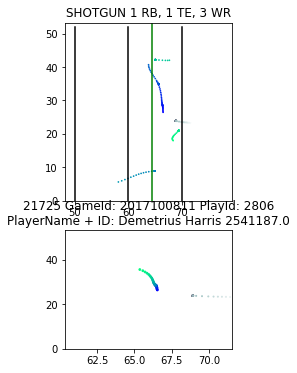 SHOTGUN 1 RB, 1 TE, 3 WR
50
40
30
20
10
0
50 60 70
21725 GameId: 2017100811 PlayId: 2806
PlayerName + ID: Demetrius Harris 2541187.0
40
20
0
62.5 65.0 67.5 70.0